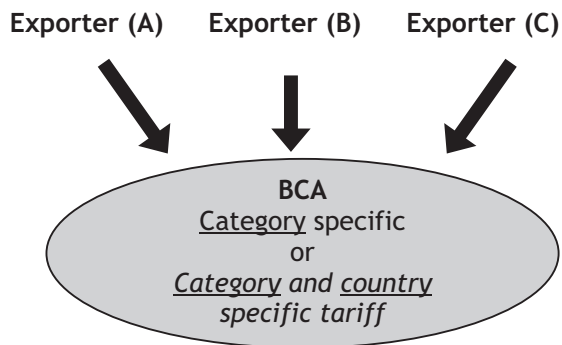 Exporter (A) Exporter (B) Exporter (C)
BCA
Category specific
or
Category and country
specific tariff